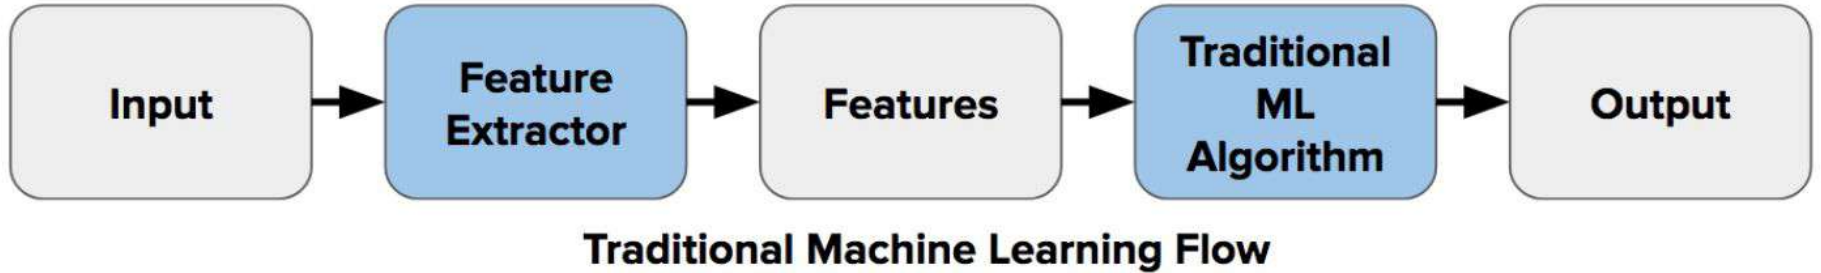 Input
Feature
Extractor
Features
Traditional
ML
Algorithm
Output
Traditional Machine Learning Flow